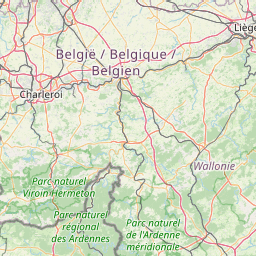 België / Belgique /
Belgien
Liège
Charleroi
Wallonie
Parc naturel
Viroin Hermeton
Parc naturel
régional
des Ardennes
Parc naturel
de l'Ardenne
méridionale